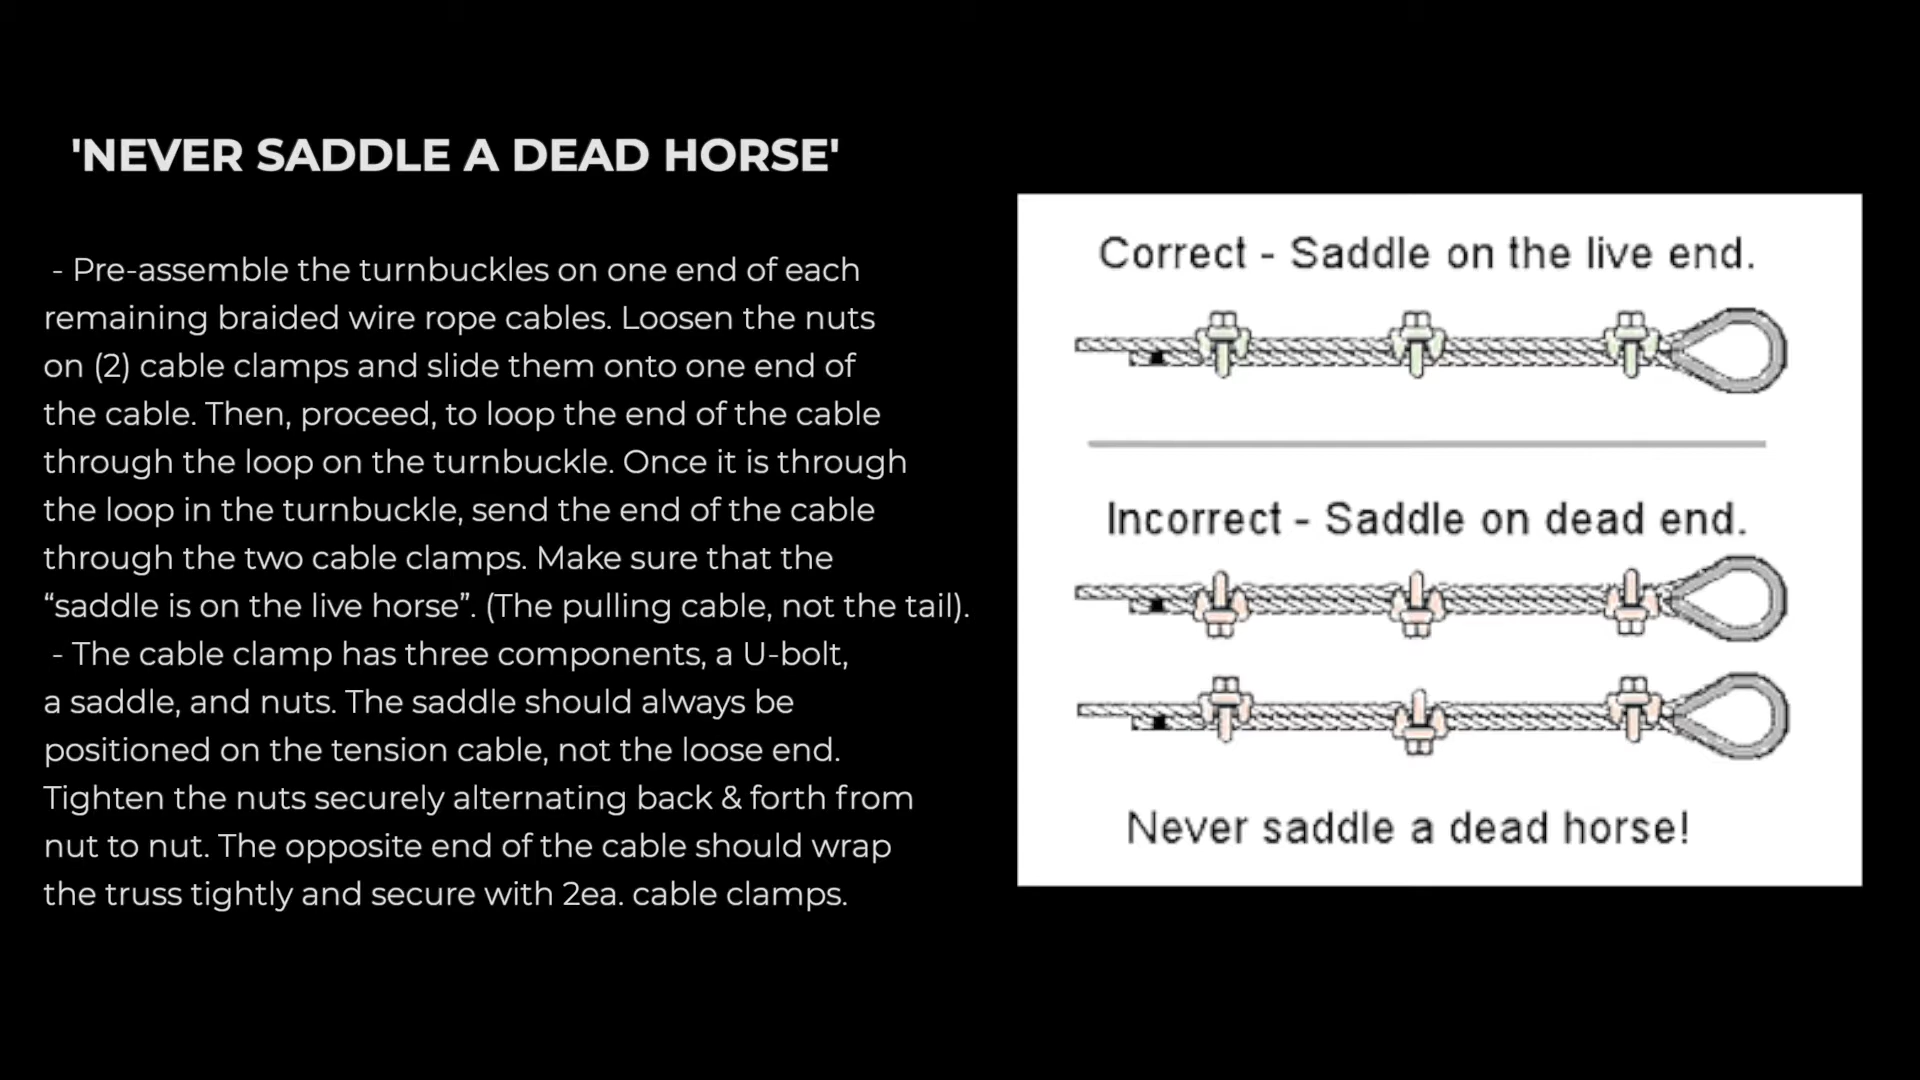 'NEVER SADDLE A DEAD HORSE'
- Pre-assemble the turnbuckles on one end of each
remaining braided wire rope cables. Loosen the nuts
on (2) cable clamps and slide them onto one end of
the cable. Then, proceed, to loop the end of the cable
through the loop on the turnbuckle. Once it is through
the loop in the turnbuckle, send the end of the cable
through the two cable clamps. Make sure that the
“saddle is on the live horse”. (The pulling cable, not the tail).
- The cable clamp has three components, a U-bolt,
a saddle, and nuts. The saddle should always be
positioned on the tension cable, not the loose end.
Tighten the nuts securely alternating back & forth from
nut to nut. The opposite end of the cable should wrap
the truss tightly and secure with 2ea. cable clamps.
Correct - Saddle on the live end.
Incorrect - Saddle on dead end.
Never saddle a dead horse!